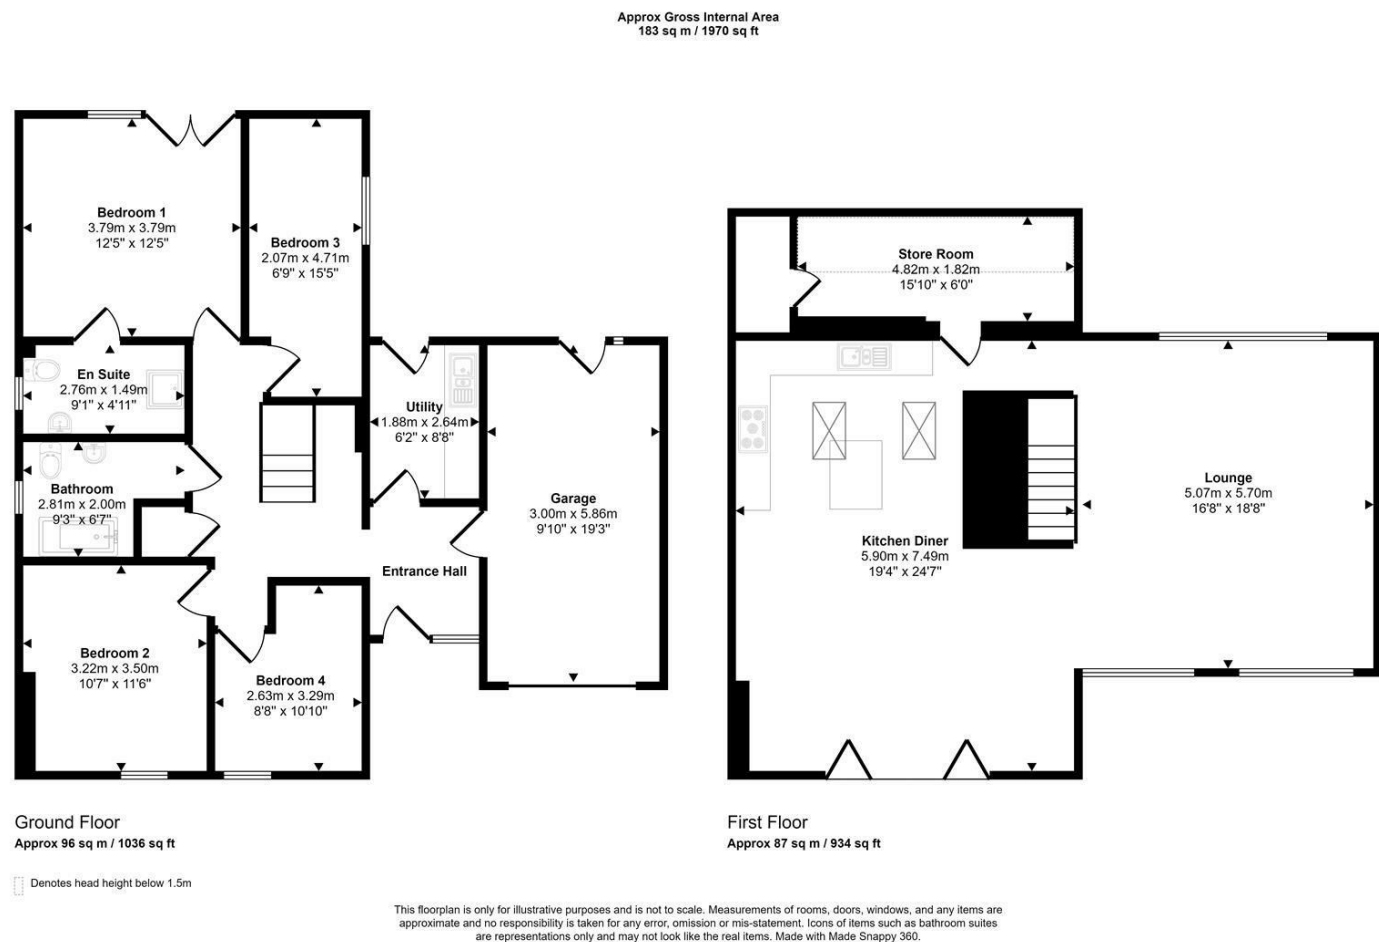 Approx Gross Internal Area
183 sq m / 1970 sq ft
Bedroom 1
3.79m x 3.79m
12'5" x 12'5"
Bedroom 3
2.07m x 4.71m
6'9" x 15'5"
En Suite
2.76m x 1.49m
9'1" x 4'11"
Utility
1.88m x 2.64m
6'2" x 8'8"
Bathroom
2.81m x 2.00m
9'3" x 6'7"
Garage
3.00m x 5.86m
9'10" x 19'3"
Entrance Hall
Bedroom 2
3.22m x 3.50m
10'7" x 11'6"
Bedroom 4
2.63m x 3.29m
8'8" x 10'10"
Store Room
4.82m x 1.82m
15'10" x 6'0"
Lounge
5.07m x 5.70m
16'8" x 18'8"
Kitchen Diner
5.90m x 7.49m
19'4" x 24'7"
Ground Floor
Approx 96 sq m / 1036 sq ft
First Floor
Approx 87 sq m / 934 sq ft
Denotes head height below 1.5m
This floorplan is only for illustrative purposes and is not to scale. Measurements of rooms, doors, windows, and any items are
approximate and no responsibility is taken for any error, omission or mis-statement. Icons of items such as bathroom suites
are representations only and may not look like the real items. Made with Made Snappy 360.